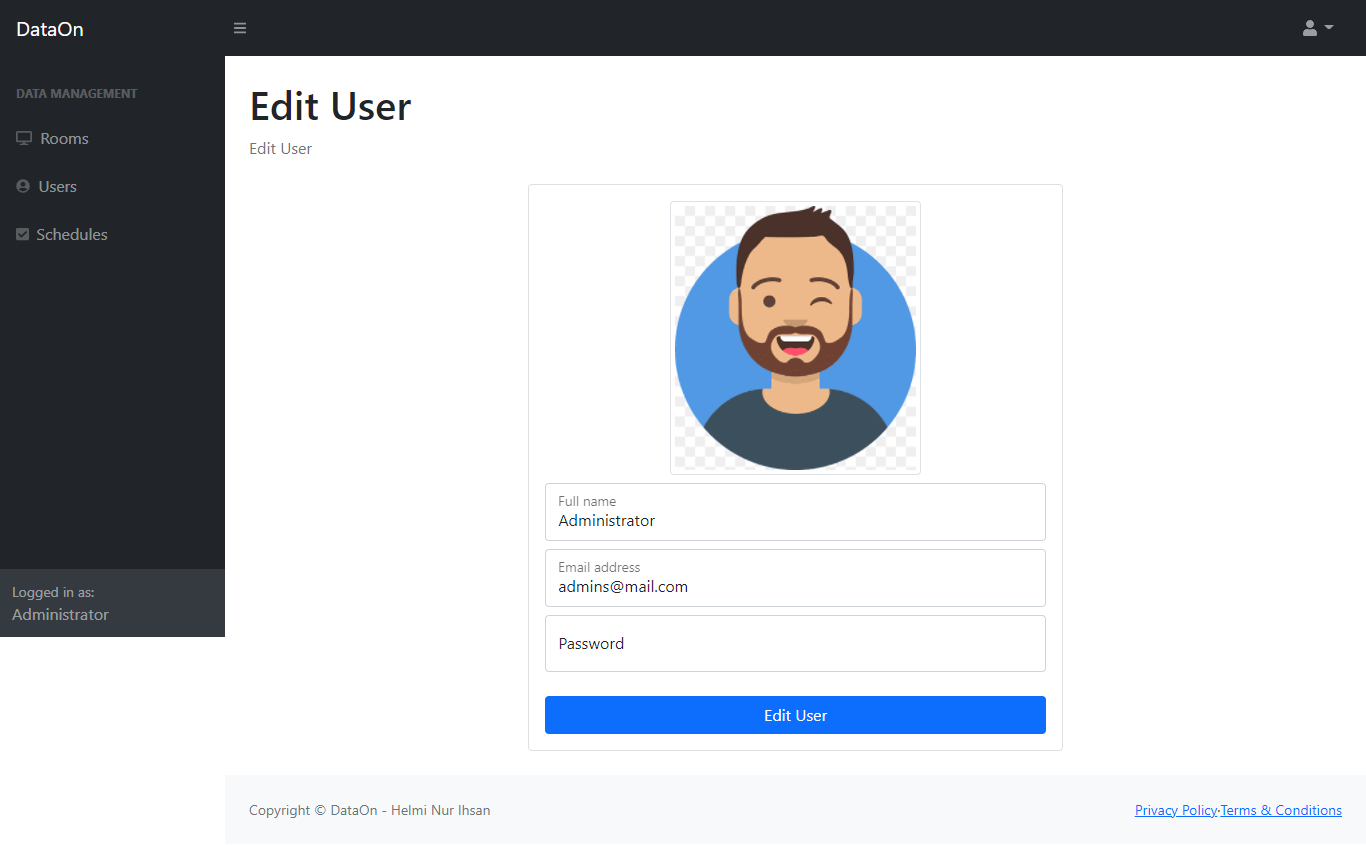 DataOn
DATA MANAGEMENT
Rooms
Users
Schedules
Logged in as:
Administrator
Edit User
Edit User
Full name
Administrator
Email address
admins@mail.com
Password
Edit User
Copyright © DataOn - Helmi Nur Ihsan
Privacy Policy·Terms & Conditions